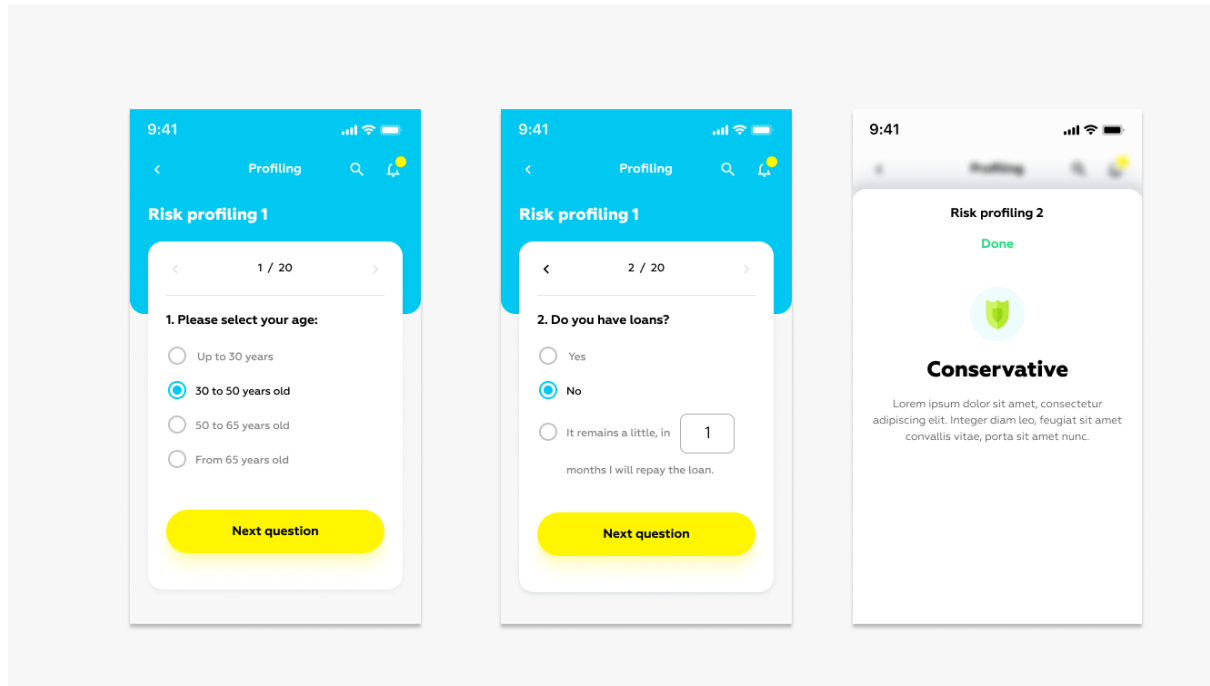 9:41
Profiling
Risk profiling 1
1 / 20
1. Please select your age:
Up to 30 years
30 to 50 years old
50 to 65 years old
From 65 years old
Next question
9:41
Profiling
Risk profiling 1
2 / 20
2. Do you have loans?
Yes
No
It remains a little, in 1
months I will repay the loan.
Next question
9:41
Profiling
Risk profiling 2
Done
Conservative
Lorem ipsum dolor sit amet, consectetur
adipiscing elit. Integer diam leo, feugiat sit amet
convallis vitae, porta sit amet nunc.